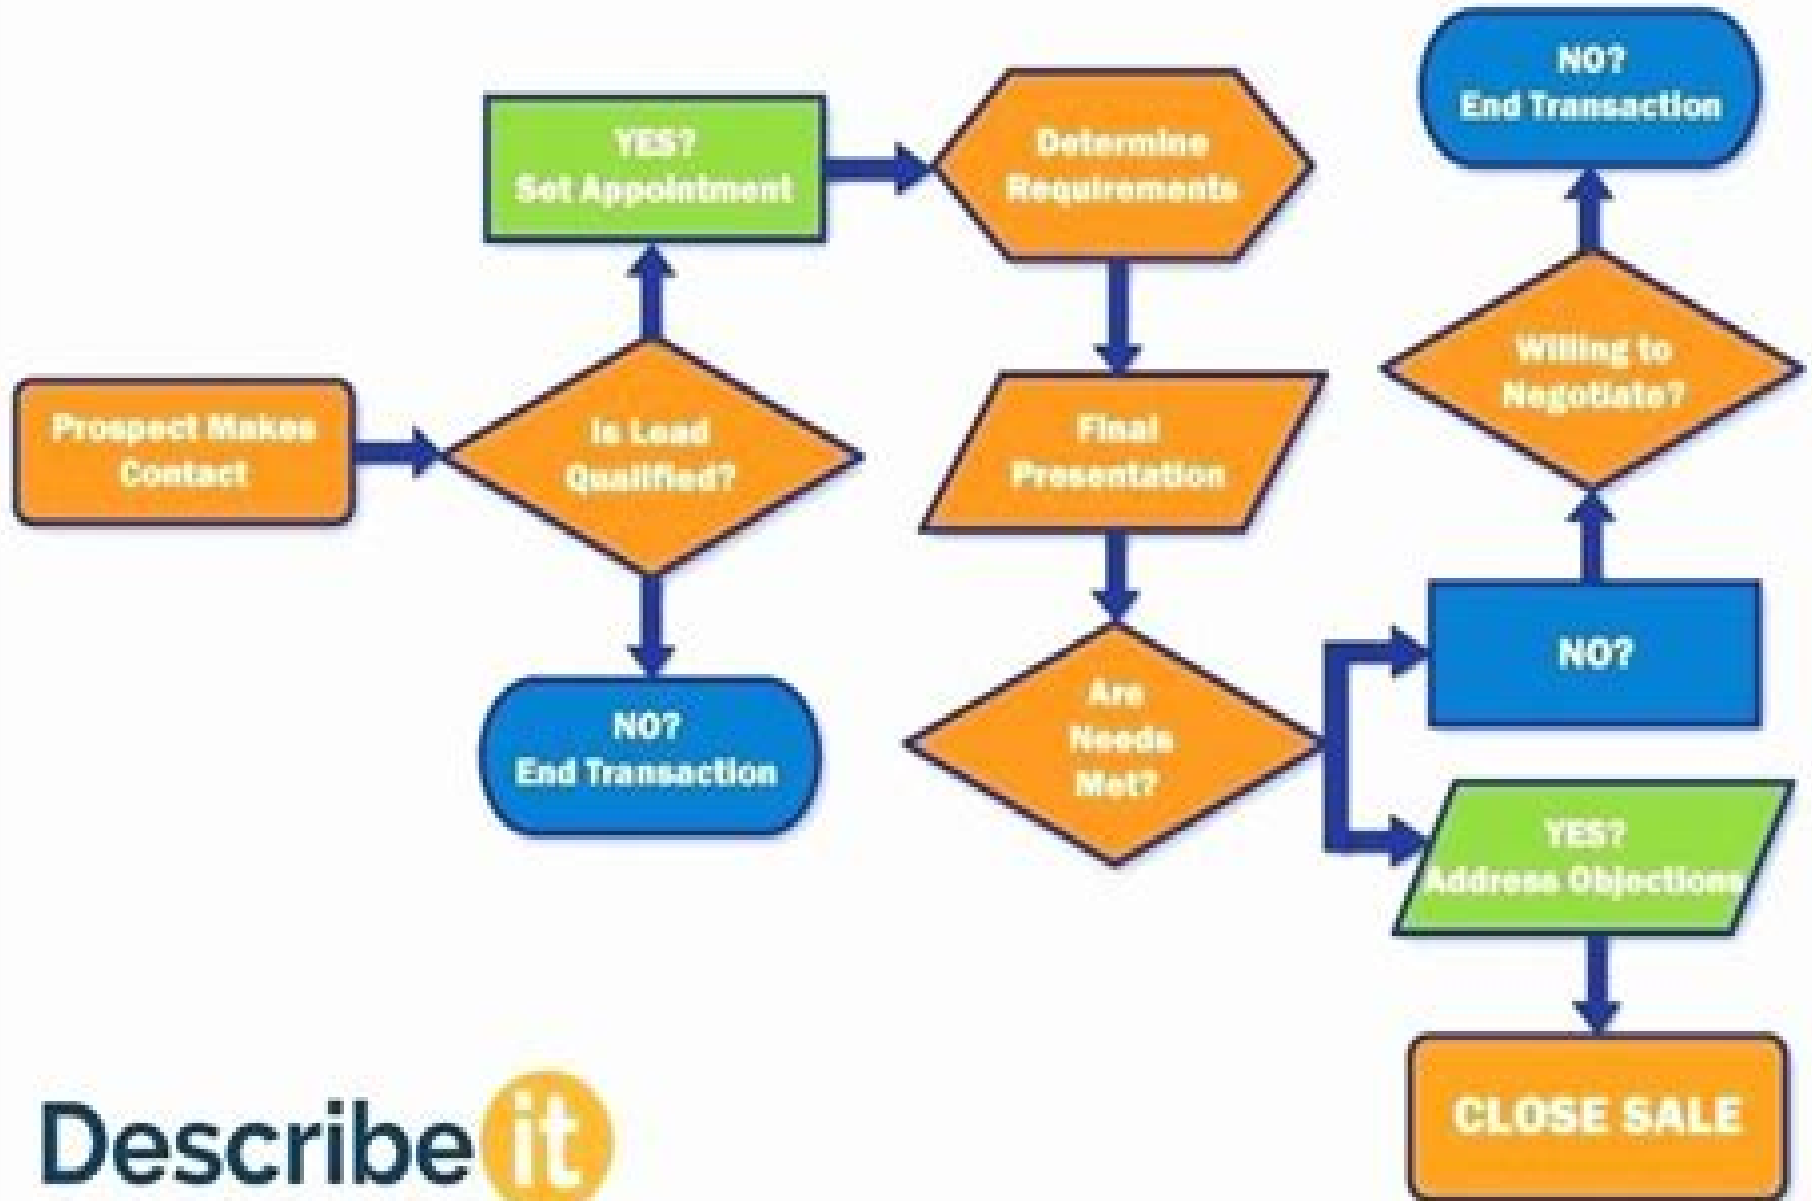 Prospect Makes
Contact
Is Lead
Qualified?
YES?
Set Appointment
NO?
End Transaction
Determine
Requirements
Final
Presentation
Are
Needs
Met?
NO?
Willing to
Negotiate?
NO?
End Transaction
YES?
Address Objections
CLOSE SALE
Describe it